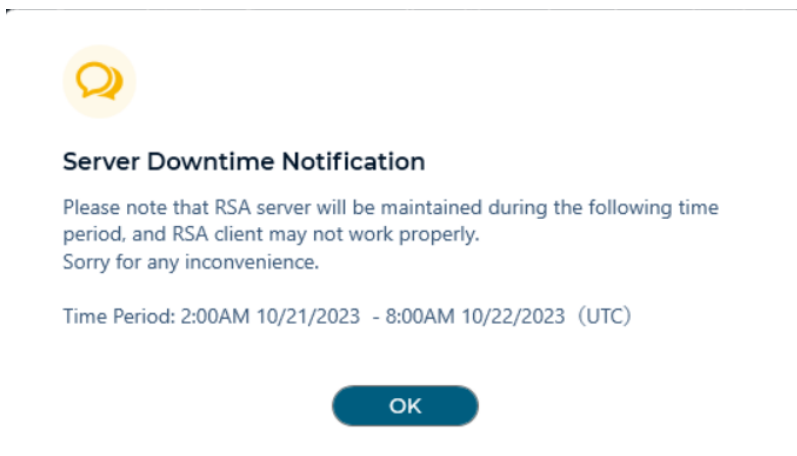 Server Downtime Notification
Please note that RSA server will be maintained during the following time
period, and RSA client may not work properly.
Sorry for any inconvenience.
Time Period: 2:00AM 10/21/2023  - 8:00AM 10/22/2023（UTC）
OK